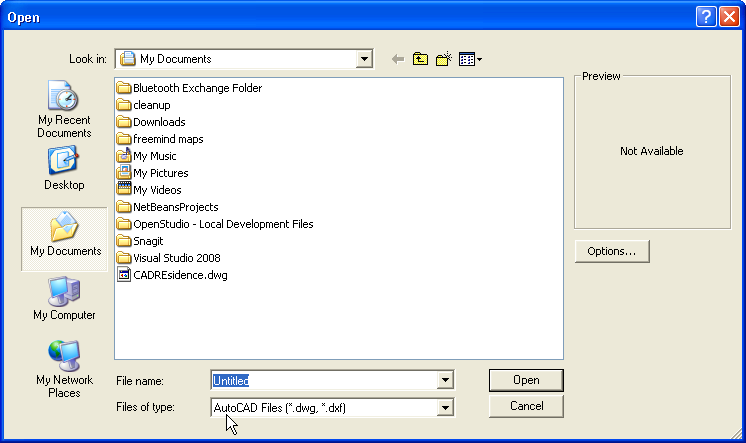 Open
Look in: My Documents
My Recent Documents
Desktop
My Documents
My Computer
My Network Places
Bluetooth Exchange Folder
cleanup
Downloads
freemind maps
My Music
My Pictures
My Videos
NetBeansProjects
OpenStudio - Local Development Files
Snagit
Visual Studio 2008
CADREsidence.dwg
Preview
Not Available
Options...
File name: Untitled
Open
Files of type: AutoCAD Files (*.dwg, *.dxf)
Cancel